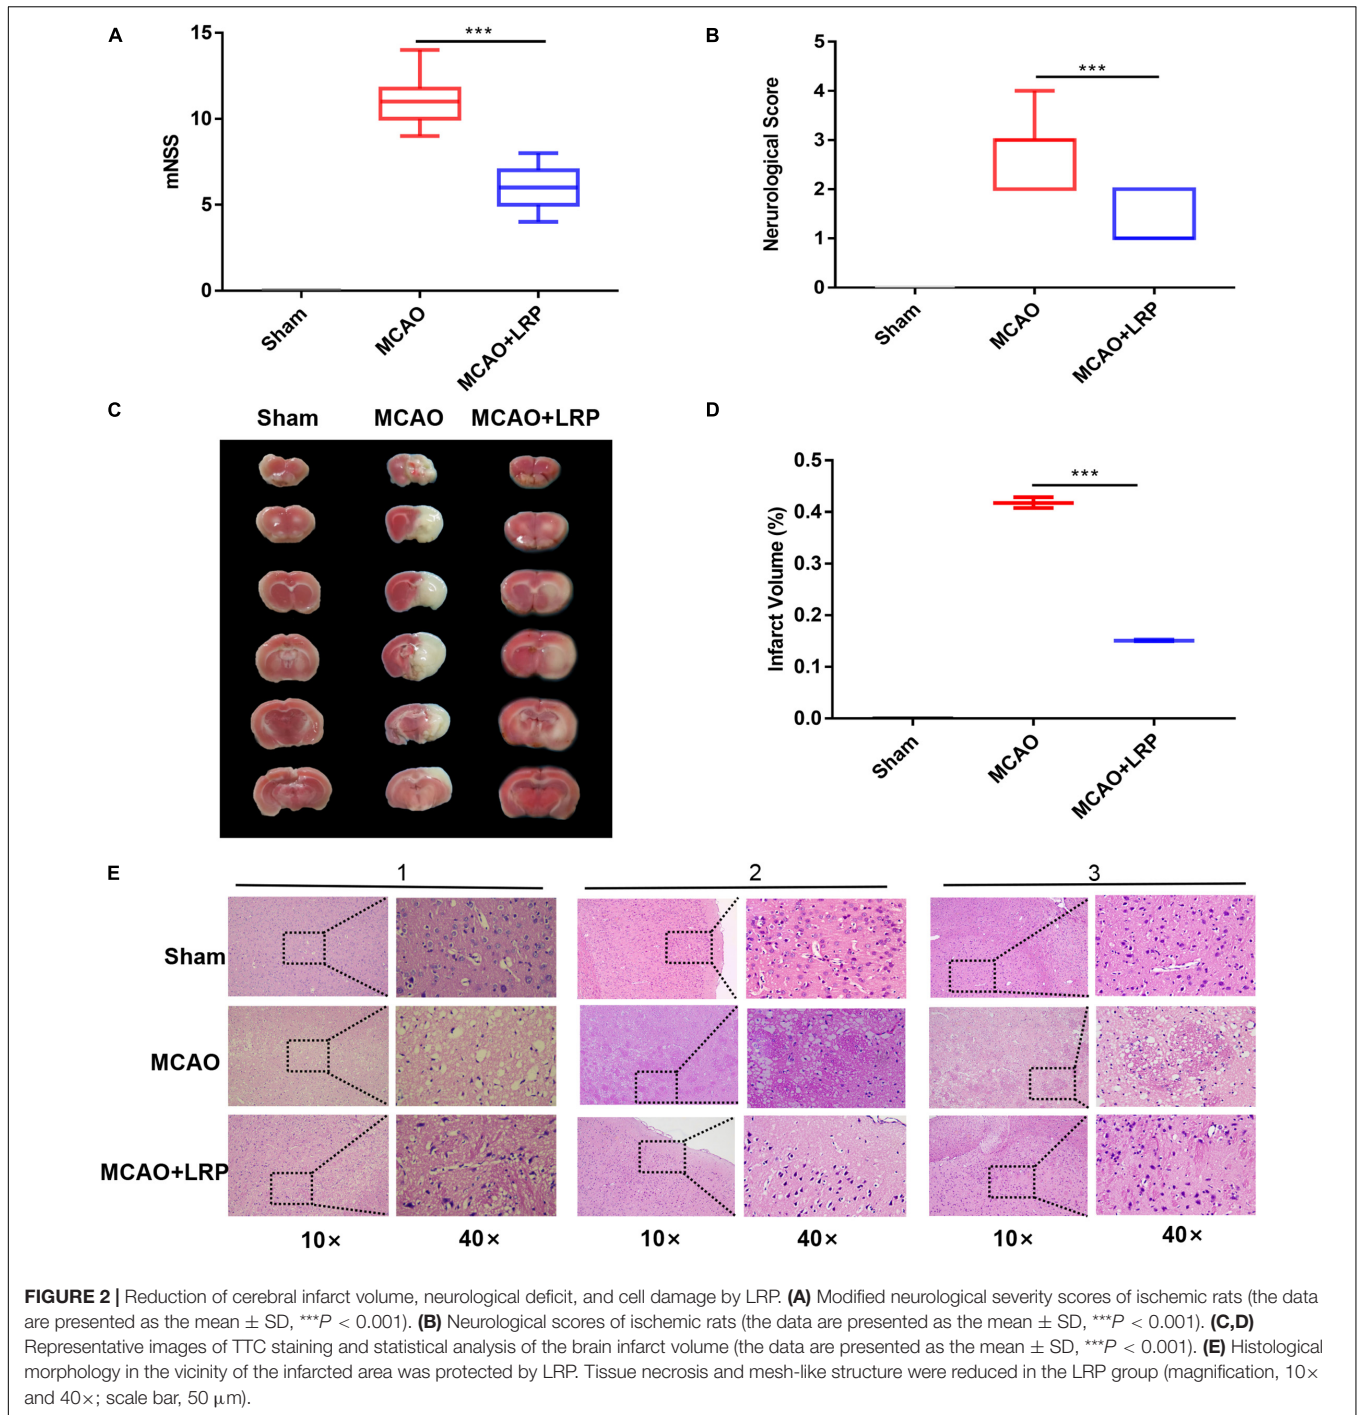 A
15
10
5
0
mNSS
***
Sham
MCAO
MCAO+LRP
B
5
4
3
2
1
0
Nerurological Score
***
Sham
MCAO
MCAO+LRP
C
Sham MCAO MCAO+LRP
D
0.5
0.4
0.3
0.2
0.1
0.0
Infarct Volume (%)
***
Sham
MCAO
MCAO+LRP
E
1 2 3
Sham
MCAO
MCAO+LRP
10× 40× 10× 40× 10× 40×
FIGURE 2 | Reduction of cerebral infarct volume, neurological deficit, and cell damage by LRP. (A) Modified neurological severity scores of ischemic rats (the data
are presented as the mean ± SD, ***P < 0.001). (B) Neurological scores of ischemic rats (the data are presented as the mean ± SD, ***P < 0.001). (C,D)
Representative images of TTC staining and statistical analysis of the brain infarct volume (the data are presented as the mean ± SD, ***P < 0.001). (E) Histological
morphology in the vicinity of the infarcted area was protected by LRP. Tissue necrosis and mesh-like structure were reduced in the LRP group (magnification, 10×
and 40×; scale bar, 50 μm).